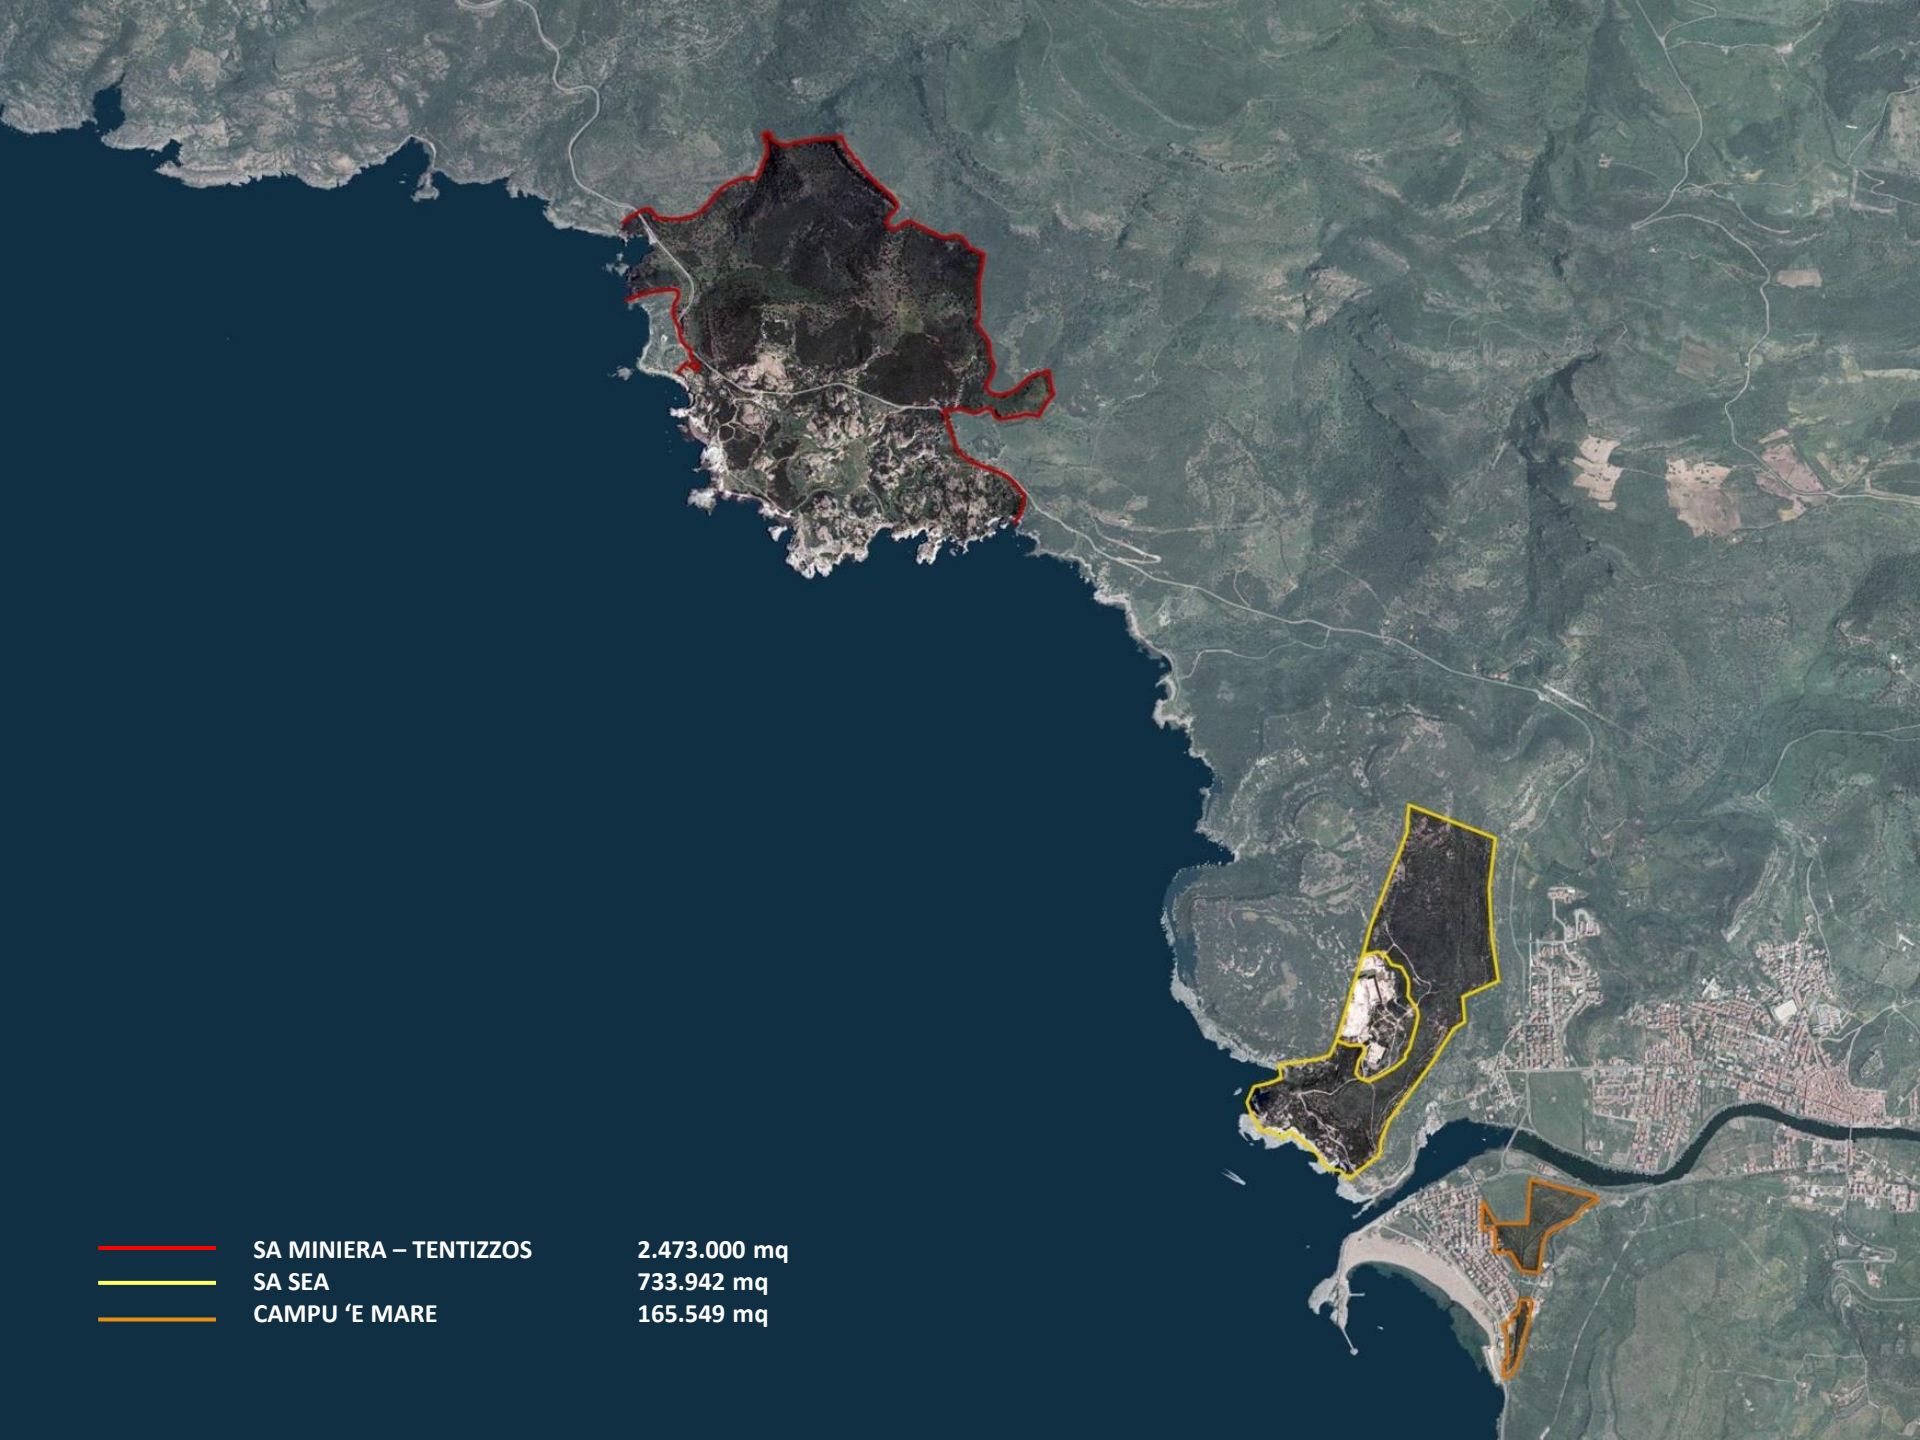 SA MINIERA – TENTIZZOS 2.473.000 mq
SA SEA 733.942 mq
CAMPU ‘E MARE 165.549 mq